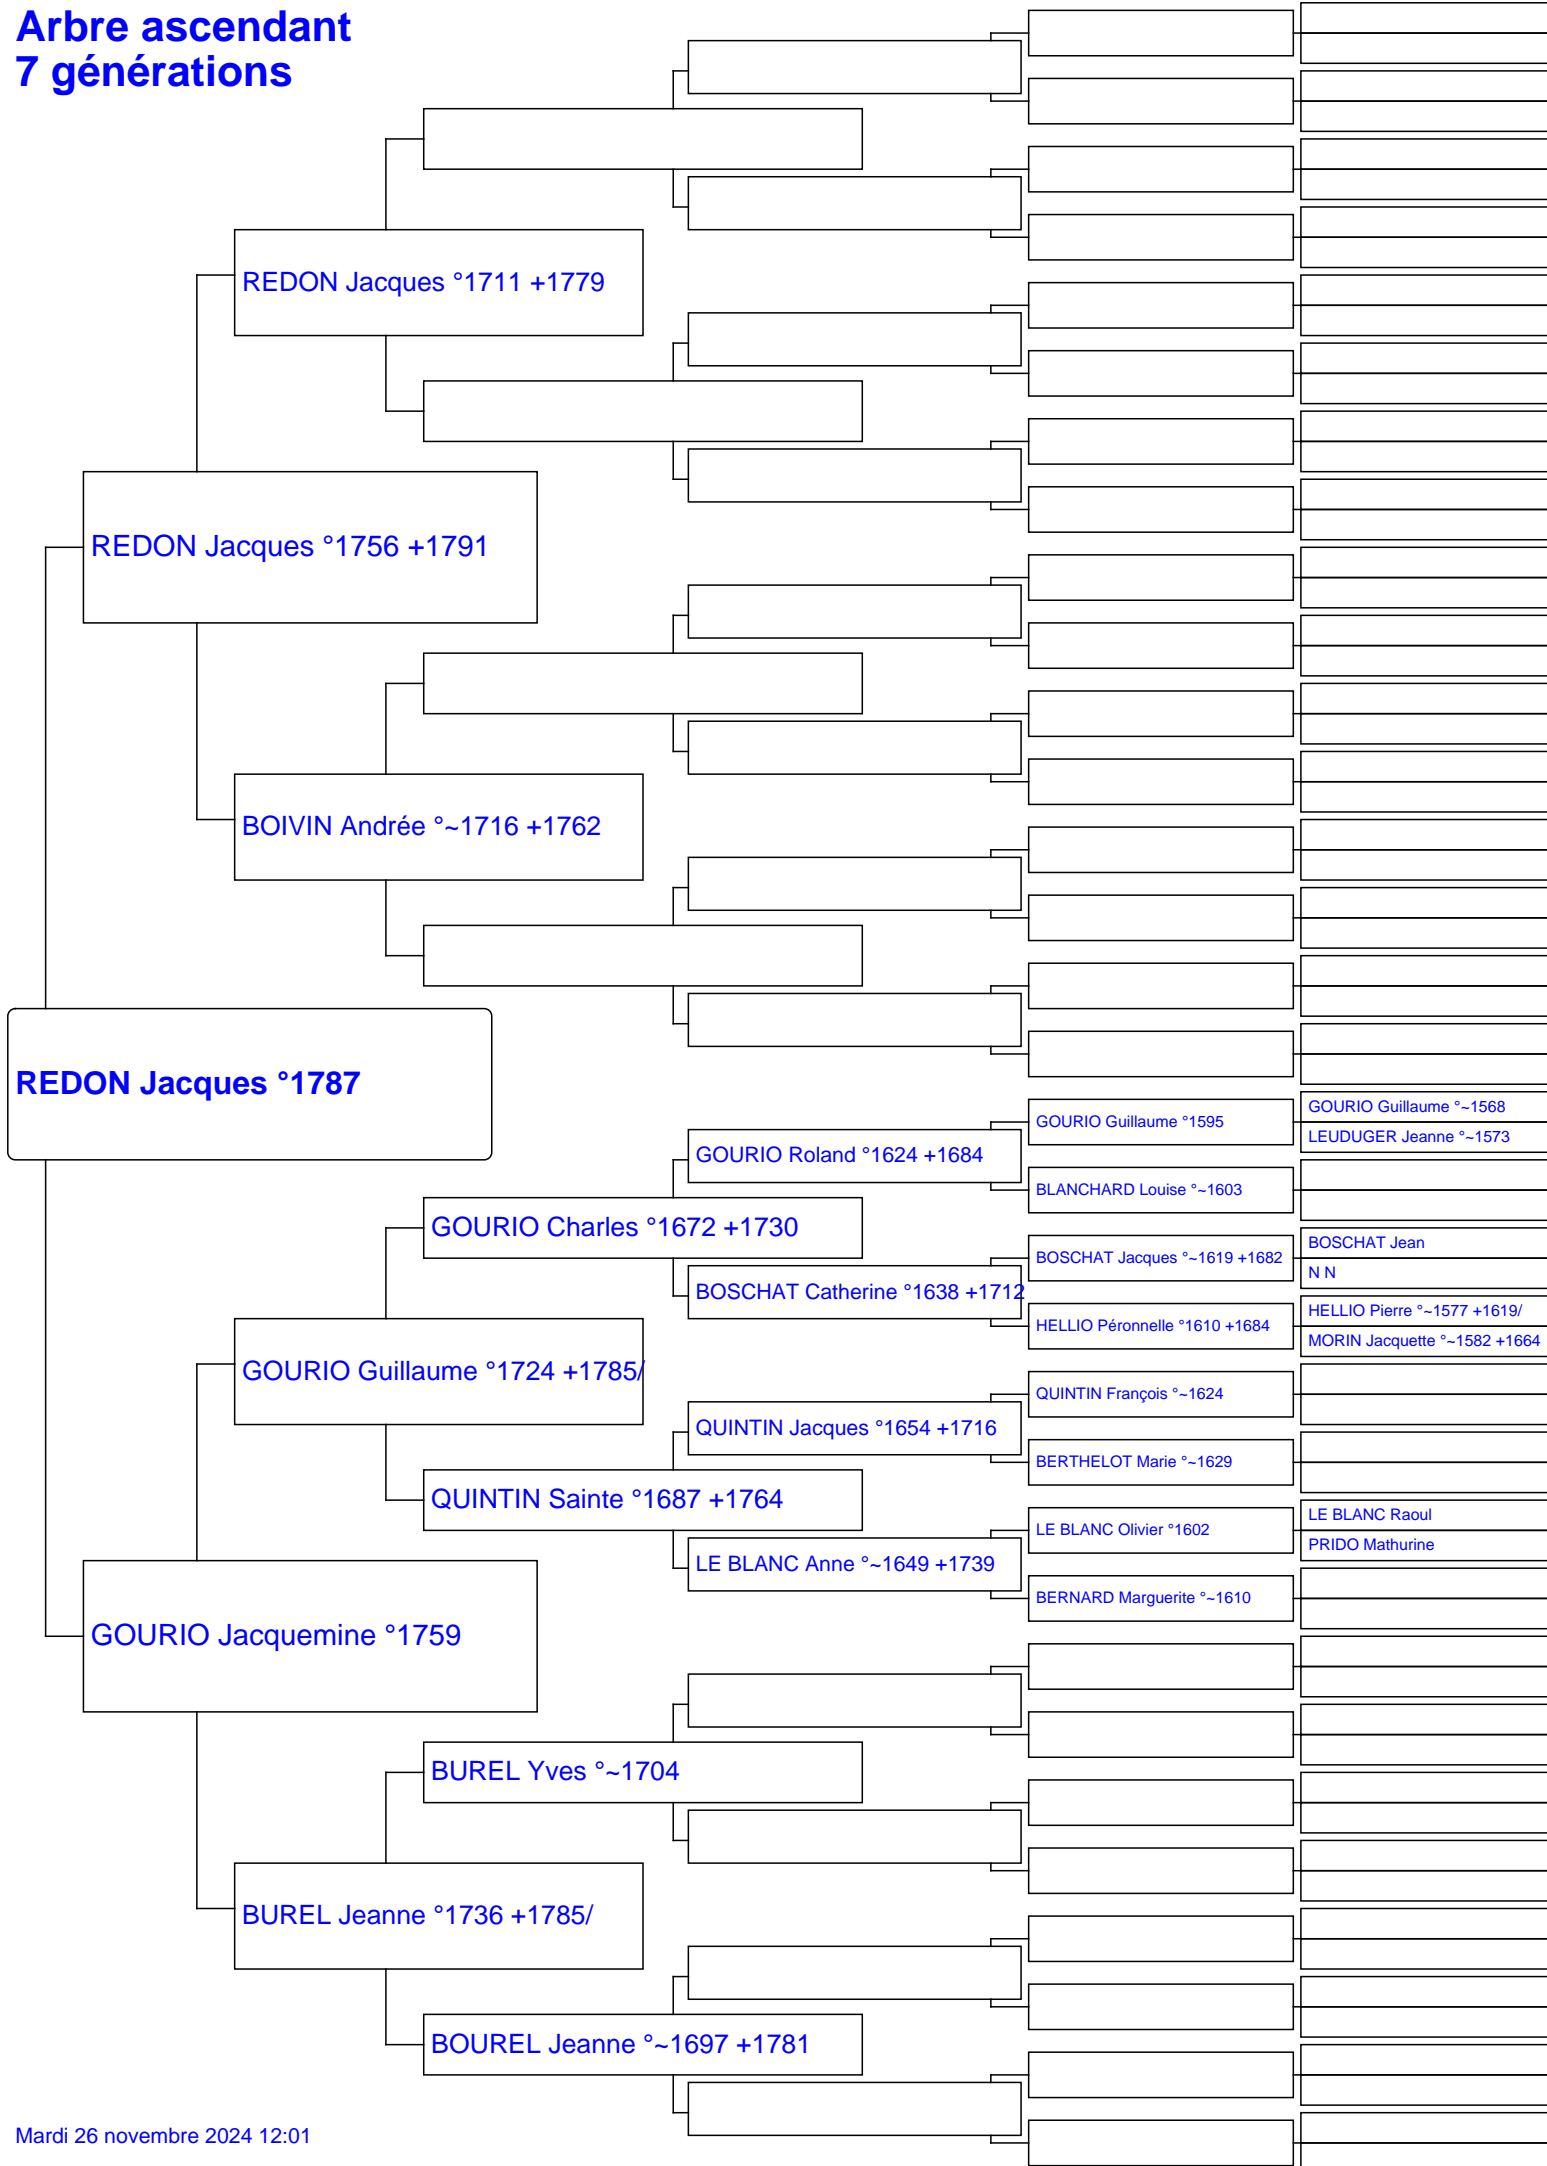 Arbre ascendant
7 générations
REDON Jacques °1711 +1779
REDON Jacques °1756 +1791
BOIVIN Andrée °~1716 +1762
REDON Jacques °1787
GOURIO Guillaume °~1568
GOURIO Guillaume °1595
LEUDUGER Jeanne °~1573
GOURIO Roland °1624 +1684
BLANCHARD Louise °~1603
GOURIO Charles °1672 +1730
BOSCHAT Jean
BOSCHAT Jacques °~1619 +1682
N N
BOSCHAT Catherine °1638 +1712
HELLIO Pierre °~1577 +1619/
HELLIO Péronnelle °1610 +1684
MORIN Jacquette °~1582 +1664
GOURIO Guillaume °1724 +1785/
QUINTIN François °~1624
QUINTIN Jacques °1654 +1716
BERTHELOT Marie °~1629
QUINTIN Sainte °1687 +1764
LE BLANC Raoul
LE BLANC Olivier °1602
PRIDO Mathurine
LE BLANC Anne °~1649 +1739
BERNARD Marguerite °~1610
GOURIO Jacquemine °1759
BUREL Yves °~1704
BUREL Jeanne °1736 +1785/
BOUREL Jeanne °~1697 +1781
Mardi 26 novembre 2024 12:01